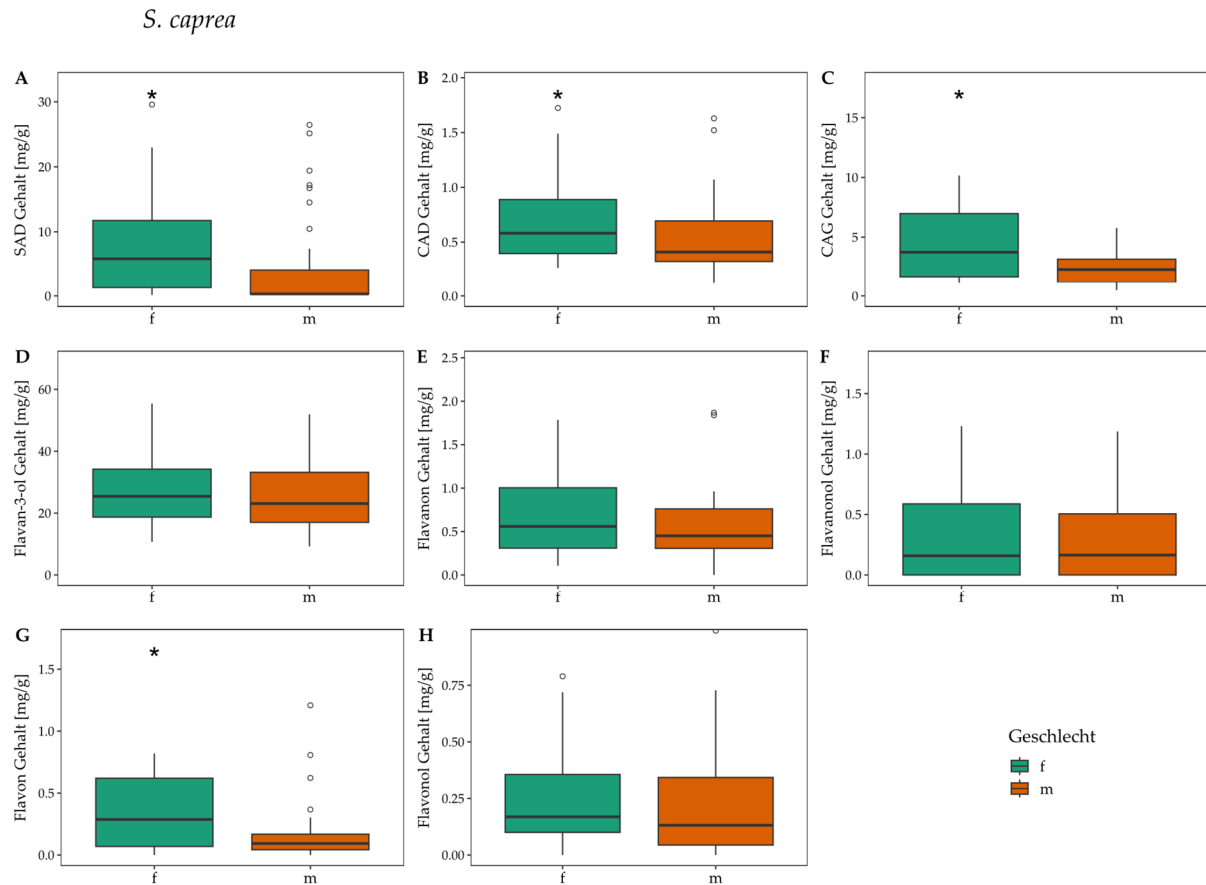 S. caprea
A
SAD Gehalt [mg/g]
30
20
10
0
*
f m
B
CAD Gehalt [mg/g]
2.0
1.5
1.0
0.5
0.0
*
f m
C
CAG Gehalt [mg/g]
15
10
5
0
*
f m
D
Flavan-3-ol Gehalt [mg/g]
60
40
20
0
f m
E
Flavanon Gehalt [mg/g]
2.5
2.0
1.5
1.0
0.5
0.0
f m
F
Flavanonol Gehalt [mg/g]
1.5
1.0
0.5
0.0
f m
G
Flavon Gehalt [mg/g]
1.5
1.0
0.5
0.0
*
f m
H
Flavonol Gehalt [mg/g]
0.75
0.50
0.25
0.00
f m
Geschlecht
f
m